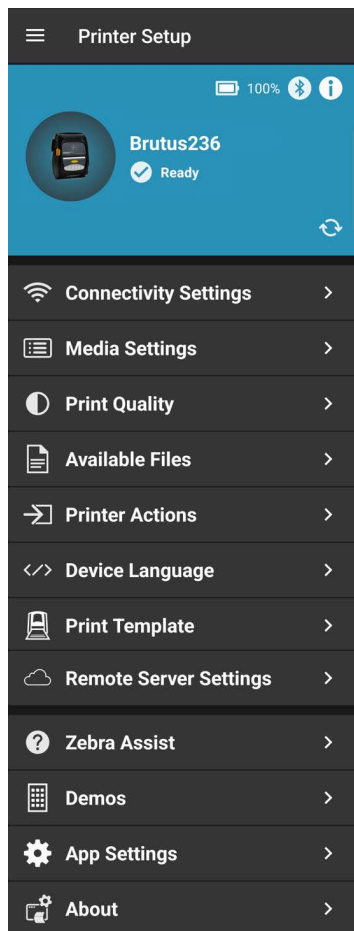 Printer Setup
100%
Brutus236
Ready
Connectivity Settings
Media Settings
Print Quality
Available Files
Printer Actions
Device Language
Print Template
Remote Server Settings
Zebra Assist
Demos
App Settings
About